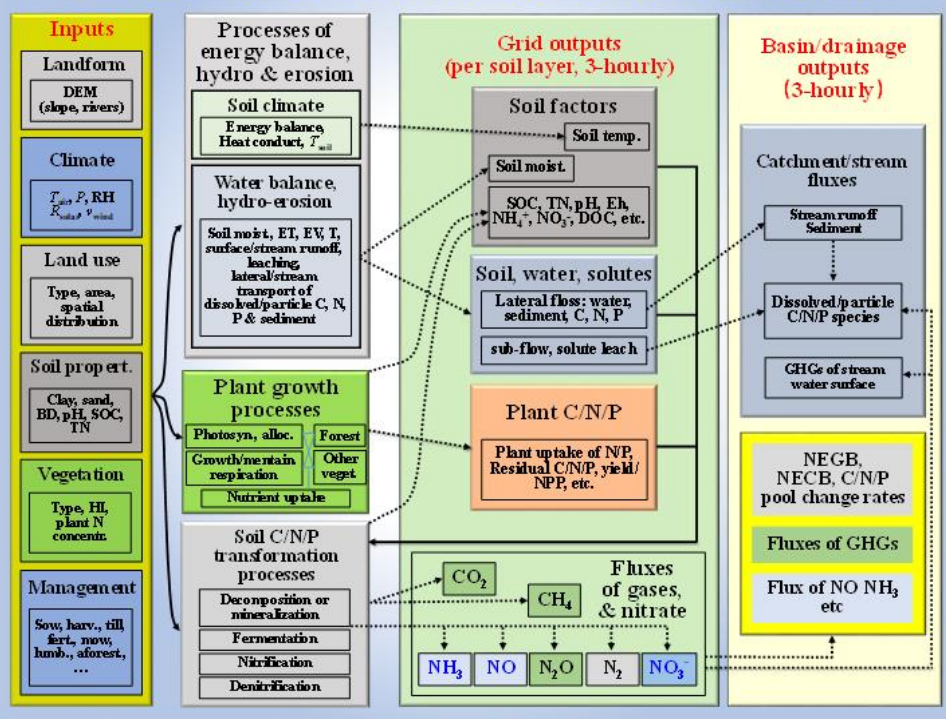 Inputs
Landform
DEM
(slope, rivers)
Climate
T_air, P, RH
R_solar, v_wind
Land use
Type, area,
spatial
distribution
Soil propert.
Clay, sand,
BD, pH, SOC,
TN
Vegetation
Type, HI,
plant N
concentr.
Management
Sow, harv., till,
fert., mow,
lumb., aforest.,
...
Processes of
energy balance,
hydro & erosion
Soil climate
Energy balance,
Heat conduct, T_soil
Water balance,
hydro-erosion
Soil moist., ET, EV, T,
surface/stream runoff,
leaching,
lateral/stream
transport of
dissolved/particle C, N,
P & sediment
Plant growth
processes
Photosyn, alloc.
Forest
Growth/mentain
respiration
Other
veget.
Nutrient uptake
Soil C/N/P
transformation
processes
Decomposition or
mineralization
Fermentation
Nitrification
Denitrification
Grid outputs
(per soil layer, 3-hourly)
Soil factors
Soil temp.
Soil moist.
SOC, TN, pH, Eh,
NH₄⁺, NO₃⁻, DOC, etc.
Soil, water, solutes
Lateral floss: water,
sediment, C, N, P
sub-flow, solute leach
Plant C/N/P
Plant uptake of N/P,
Residual C/N/P, yield/
NPP, etc.
Fluxes
of gases,
& nitrate
CO₂
CH₄
NH₃
NO
N₂O
N₂
NO₃⁻
Basin/drainage
outputs
(3-hourly)
Catchment/stream
fluxes
Stream runoff
Sediment
Dissolved/particle
C/N/P species
GHGs of stream
water surface
NEGB,
NECB, C/N/P
pool change rates
Fluxes of GHGs
Flux of NO NH₃
etc